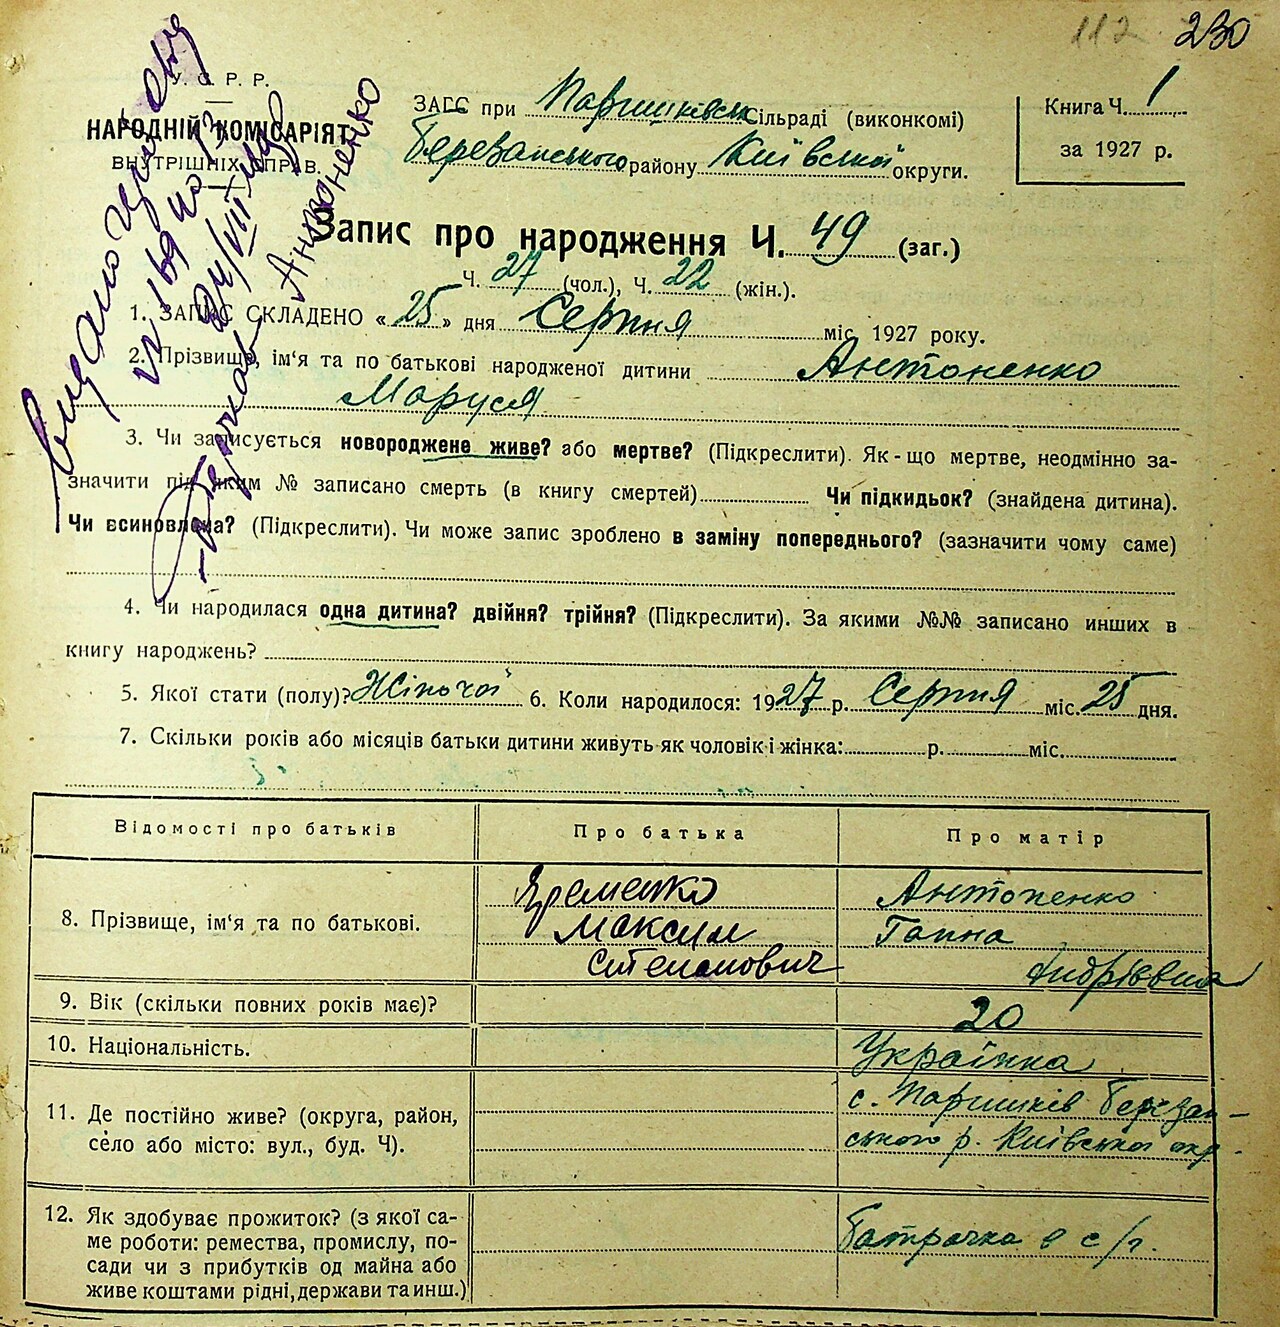 112 230
У. С. Р. Р.
НАРОДНІЙ КОМІСАРІЯТ
ВНУТРІШНІХ СПРАВ.
ЗАГС при Паришківськ Сільраді (виконкомі)
Березанського району Київської округи.
Книга Ч. 1
за 1927 р.
Запис про народження Ч. 49 (заг.)
Ч. 27 (чол.), Ч. 22 (жін.).
1. ЗАПИС СКЛАДЕНО « 25 » дня Серпня міс. 1927 року.
2. Прізвище, ім'я та по батькові народженої дитини Антоненко
Маруся
3. Чи записується новороджене живе? або мертве? (Підкреслити). Як-що мертве, неодмінно за-
значити під яким № записано смерть (в книгу смертей) Чи підкидьок? (знайдена дитина).
Чи всиновлена? (Підкреслити). Чи може запис зроблено в заміну попереднього? (зазначити чому саме)
4. Чи народилася одна дитина? двійня? трійня? (Підкреслити). За якими №№ записано инших в
книгу народжень?
5. Якої стати (полу)? Жіночої 6. Коли народилося: 1927 р. Серпня міс. 25 дня.
7. Скільки років або місяців батьки дитини живуть як чоловік і жінка: р. міс.
Відомості про батьків Про батька Про матір
8. Прізвище, ім'я та по батькові.
Яременко
Максим
Степанович
Антоненко
Ганна
Андріївна
9. Вік (скільки повних років має)? 20
10. Національність. Українка
11. Де постійно живе? (округа, район,
село або місто: вул., буд. Ч).
с. Паришків Березан-
ського р. Київської окр.
12. Як здобуває прожиток? (з якої са-
ме роботи: ремества, промислу, по-
сади чи з прибутків од майна або
живе коштами рідні, держави та инш.)
батрачка в с/г.
Антоненко